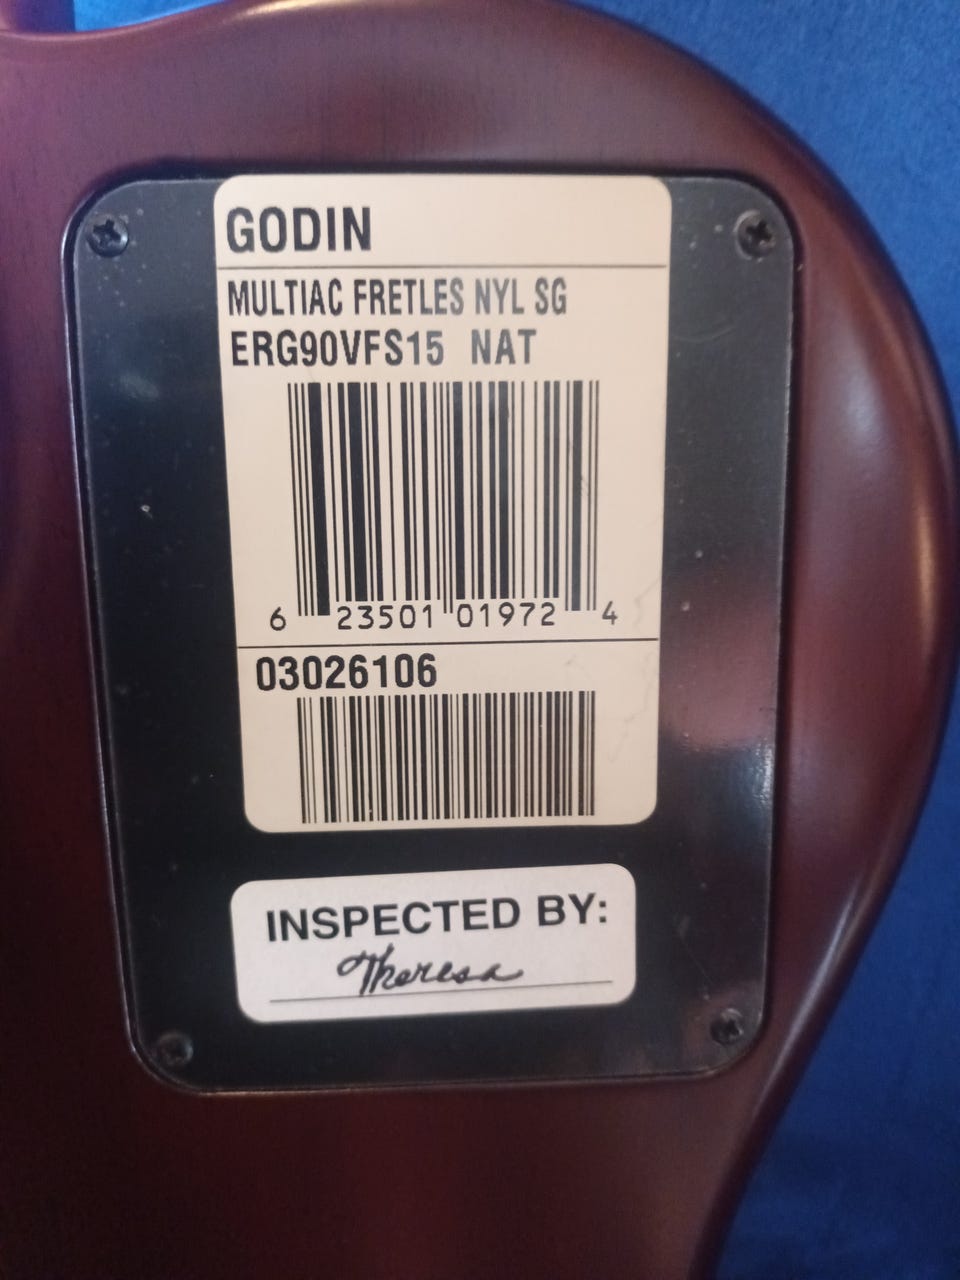 GODIN
MULTIAC FRETLES NYL SG
ERG90VFS15 NAT
6 23501 01972 4
03026106
INSPECTED BY:
Theresa